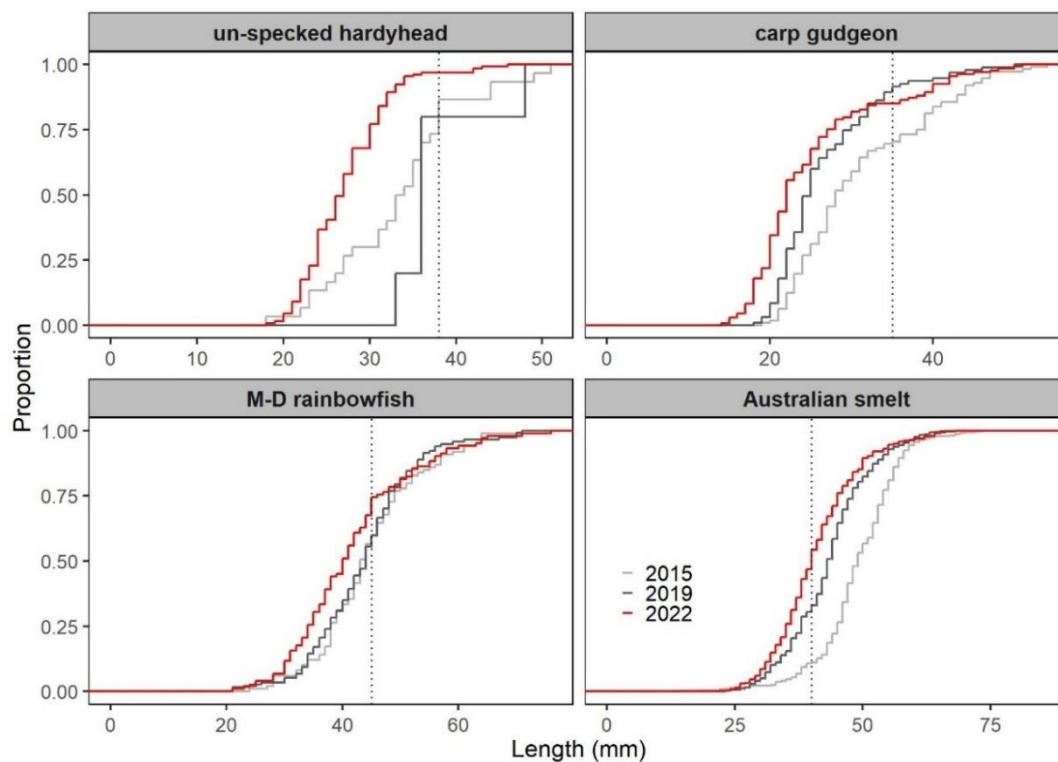 un-specked hardyhead
carp gudgeon
1.00
0.75
0.50
0.25
0.00
0 10 20 30 40 50
0 20 40
Proportion
M-D rainbowfish
Australian smelt
1.00
0.75
0.50
0.25
0.00
2015
2019
2022
0 20 40 60
0 25 50 75
Length (mm)